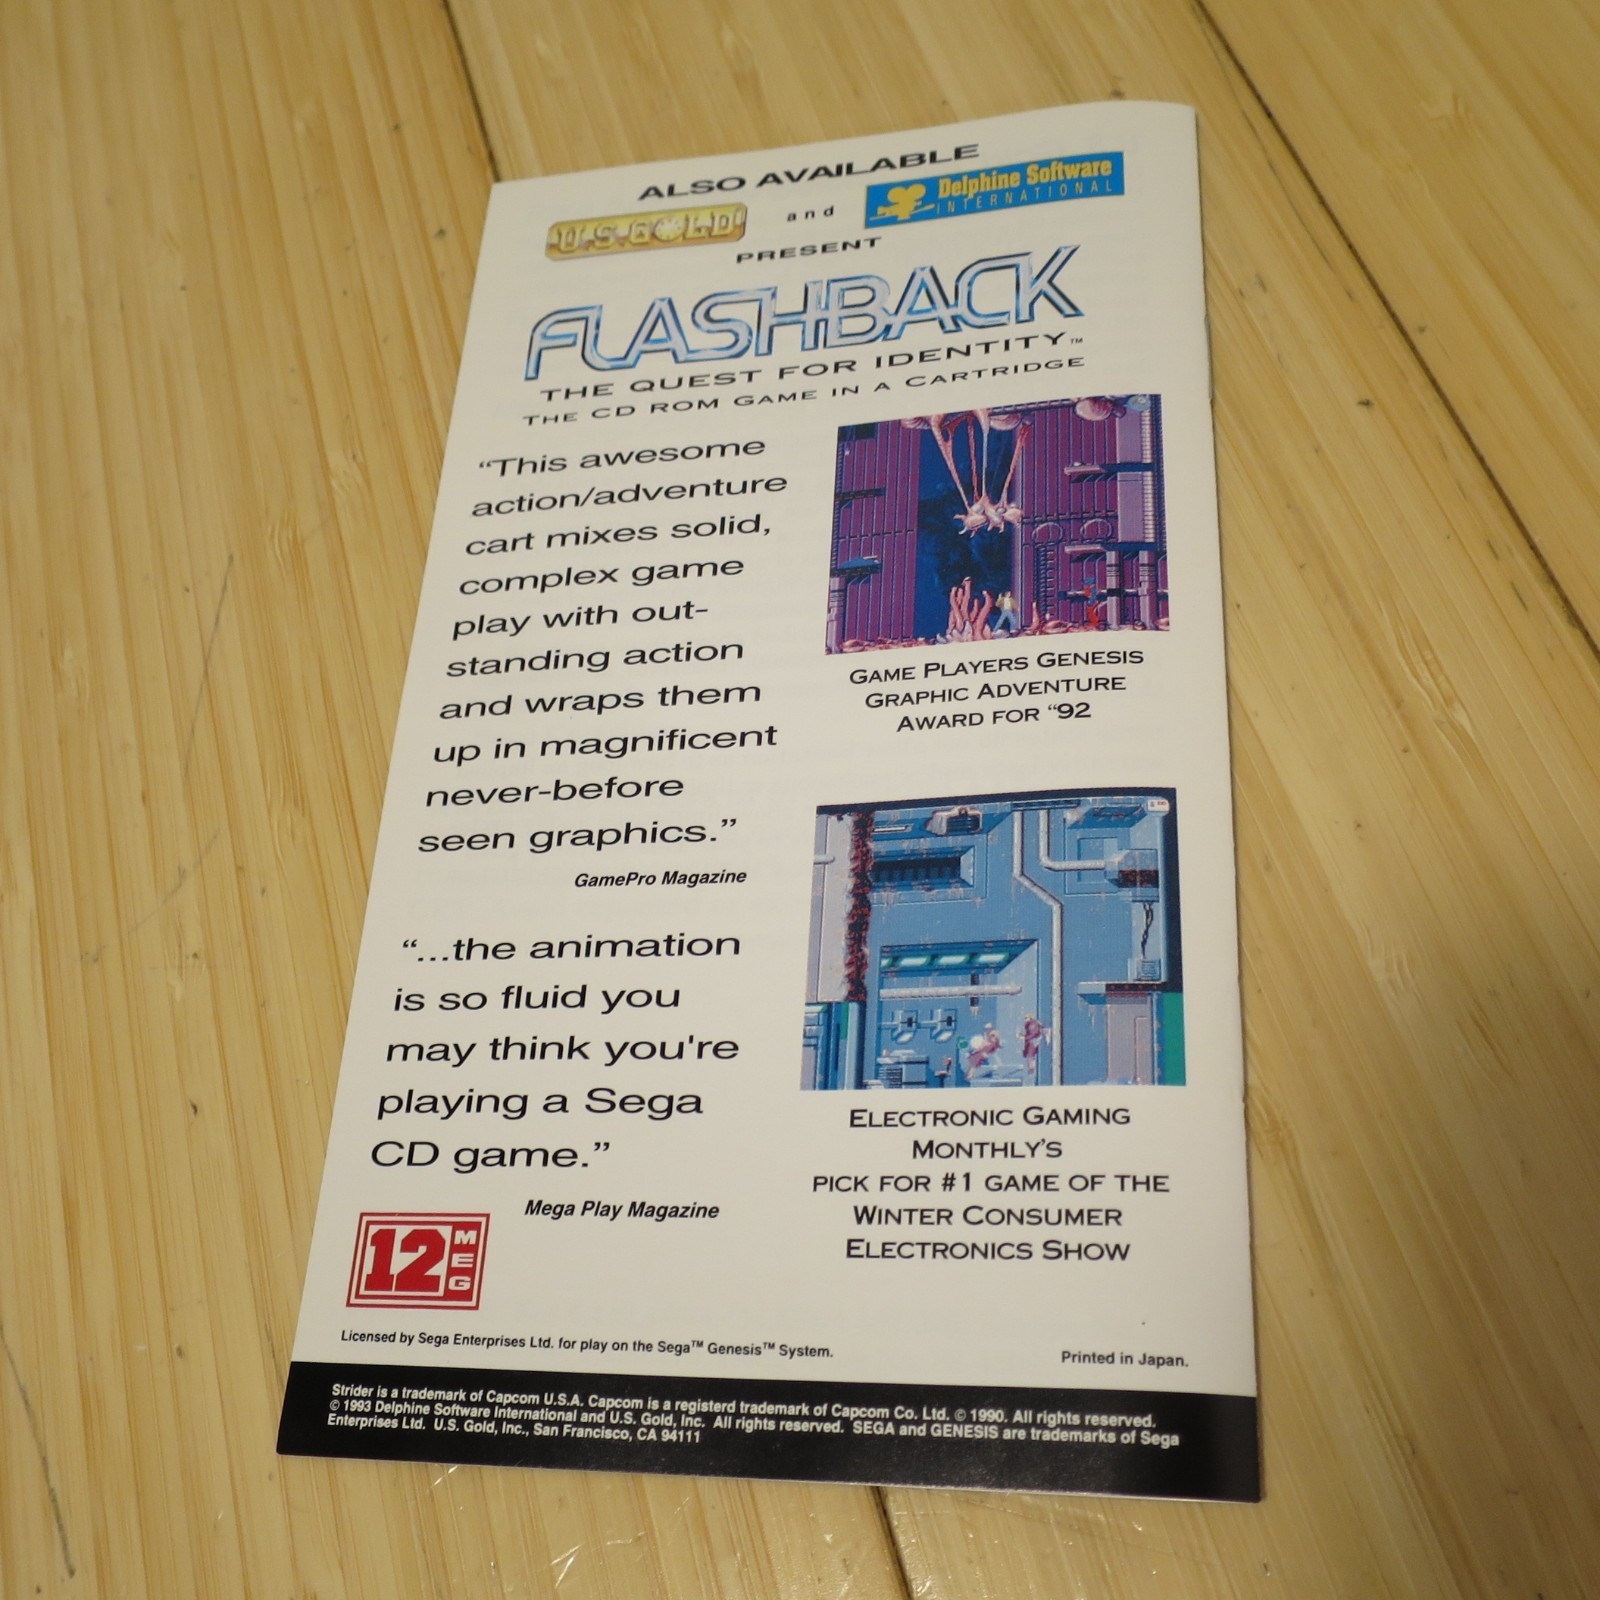 ALSO AVAILABLE
U.S. GOLD and Delphine Software
INTERNATIONAL
PRESENT
FLASHBACK
THE QUEST FOR IDENTITY™
THE CD ROM GAME IN A CARTRIDGE
“This awesome
action/adventure
cart mixes solid,
complex game
play with out-
standing action
and wraps them
up in magnificent
never-before
seen graphics.”
GamePro Magazine
GAME PLAYERS GENESIS
GRAPHIC ADVENTURE
AWARD FOR “92
“...the animation
is so fluid you
may think you're
playing a Sega
CD game.”
Mega Play Magazine
ELECTRONIC GAMING
MONTHLY'S
PICK FOR #1 GAME OF THE
WINTER CONSUMER
ELECTRONICS SHOW
12 MEG
Licensed by Sega Enterprises Ltd. for play on the Sega™ Genesis™ System.
Printed in Japan.
Strider is a trademark of Capcom U.S.A. Capcom is a registerd trademark of Capcom Co. Ltd. © 1990. All rights reserved.
© 1993 Delphine Software International and U.S. Gold, Inc. All rights reserved. SEGA and GENESIS are trademarks of Sega
Enterprises Ltd. U.S. Gold, Inc., San Francisco, CA 94111